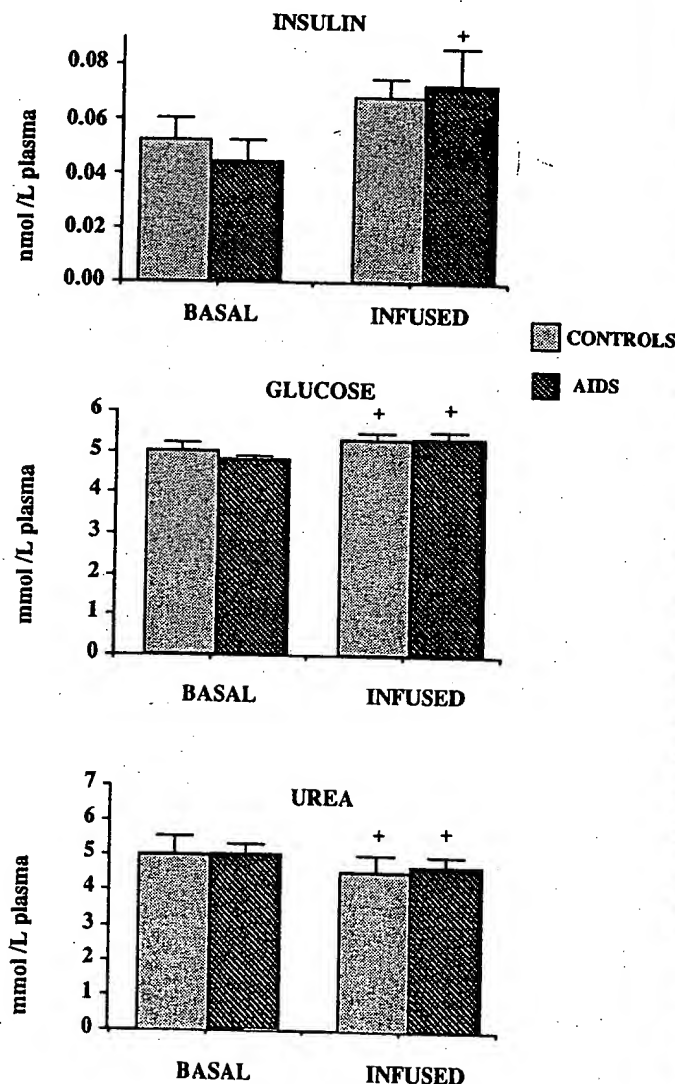 INSULIN
+
0.08
0.06
0.04
0.02
0.00
nmol /L plasma
BASAL INFUSED
CONTROLS
AIDS
GLUCOSE
+ +
6
5
4
3
2
1
0
mmol /L plasma
BASAL INFUSED
UREA
+ +
7
6
5
4
3
2
1
0
mmol /L plasma
BASAL INFUSED